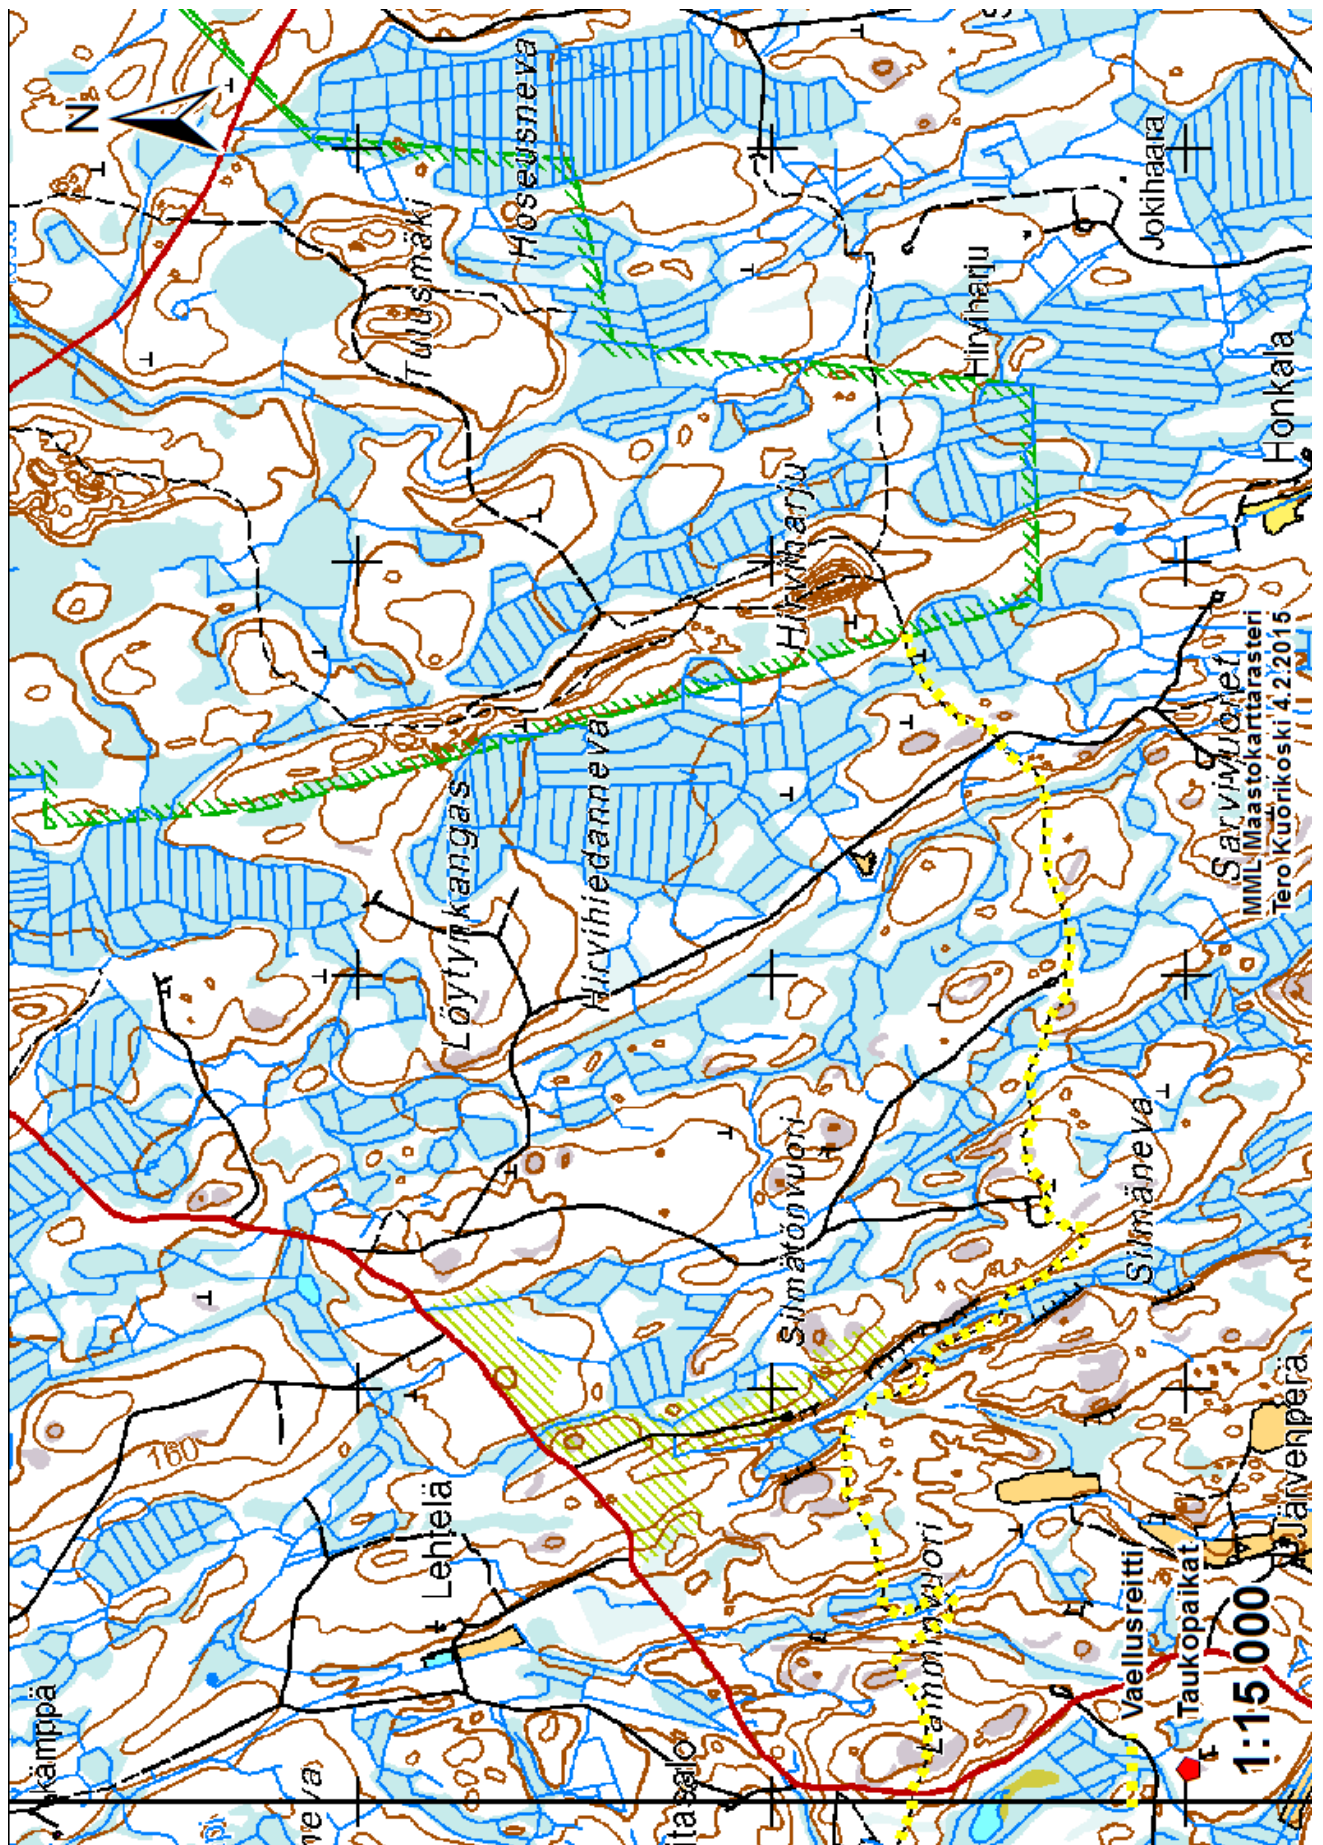 N
Hoseusneva
Tulusmäki
Jokihaara
Hirviharju
Honkala
Hirviharju
Löytynkangas
Hirvihiedanneva
Sarvivuoret
MML Maastokarttarasteri
Tero Kuorikoski 4.2.2015
Silmätönvuori
Silmäneva
160
Lehtelä
Järvenperä
Lamminvuori
kämppä
Vaellusreitti
Taukopaikat
1:15 000